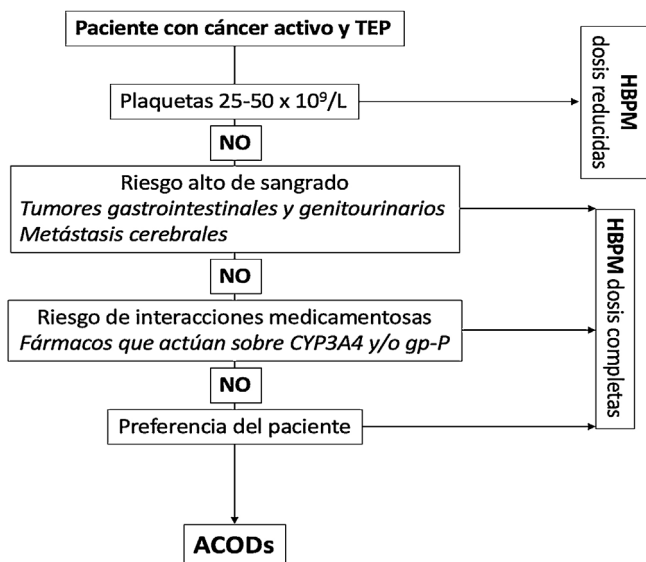 Paciente con cáncer activo y TEP
Plaquetas 25-50 x 10⁹/L
HBPM
dosis reducidas
NO
Riesgo alto de sangrado
Tumores gastrointestinales y genitourinarios
Metástasis cerebrales
HBPM dosis completas
NO
Riesgo de interacciones medicamentosas
Fármacos que actúan sobre CYP3A4 y/o gp-P
NO
Preferencia del paciente
ACODs